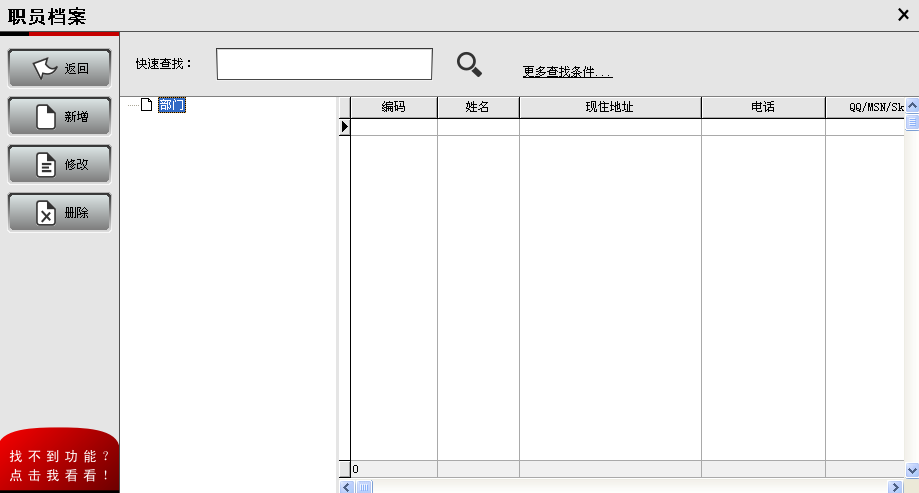 职员档案
返回
新增
修改
删除
找不到功能？
点击我看看！
快速查找：
更多查找条件...
部门
编码 姓名 现住地址 电话 QQ/MSN/Sk
0